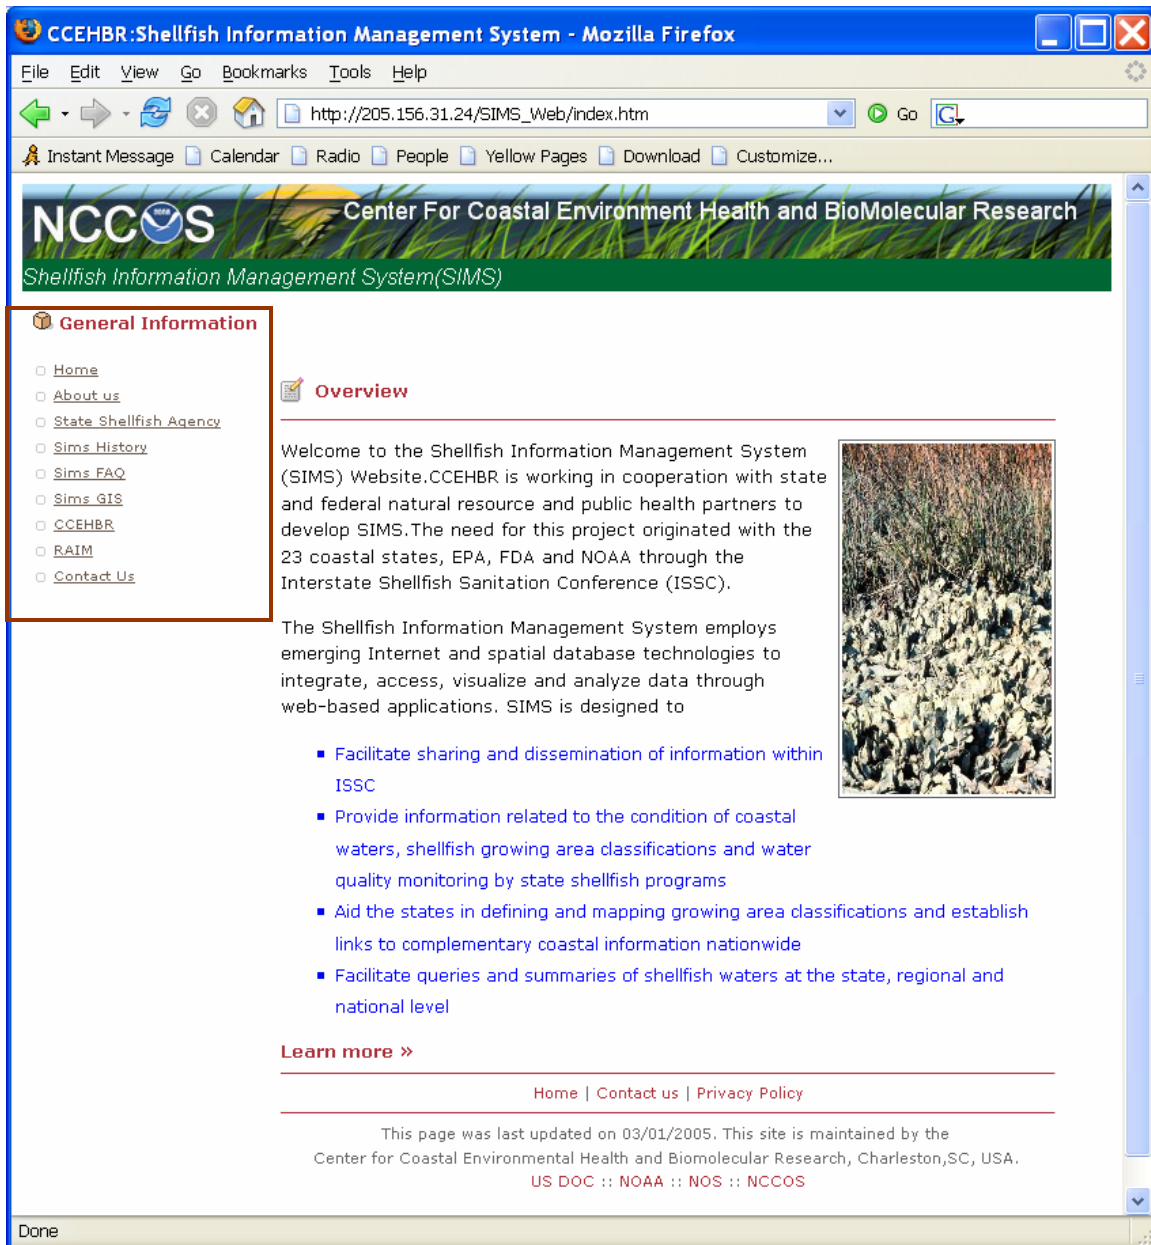 CCEHBR:Shellfish Information Management System - Mozilla Firefox
File Edit View Go Bookmarks Tools Help
http://205.156.31.24/SIMS_Web/index.htm Go G
Instant Message Calendar Radio People Yellow Pages Download Customize...
NCCOS Center For Coastal Environment Health and BioMolecular Research
Shellfish Information Management System(SIMS)
General Information
Home
About us
State Shellfish Agency
Sims History
Sims FAQ
Sims GIS
CCEHBR
RAIM
Contact Us
Overview
Welcome to the Shellfish Information Management System
(SIMS) Website.CCEHBR is working in cooperation with state
and federal natural resource and public health partners to
develop SIMS.The need for this project originated with the
23 coastal states, EPA, FDA and NOAA through the
Interstate Shellfish Sanitation Conference (ISSC).
The Shellfish Information Management System employs
emerging Internet and spatial database technologies to
integrate, access, visualize and analyze data through
web-based applications. SIMS is designed to
Facilitate sharing and dissemination of information within
ISSC
Provide information related to the condition of coastal
waters, shellfish growing area classifications and water
quality monitoring by state shellfish programs
Aid the states in defining and mapping growing area classifications and establish
links to complementary coastal information nationwide
Facilitate queries and summaries of shellfish waters at the state, regional and
national level
Learn more »
Home | Contact us | Privacy Policy
This page was last updated on 03/01/2005. This site is maintained by the
Center for Coastal Environmental Health and Biomolecular Research, Charleston,SC, USA.
US DOC :: NOAA :: NOS :: NCCOS
Done